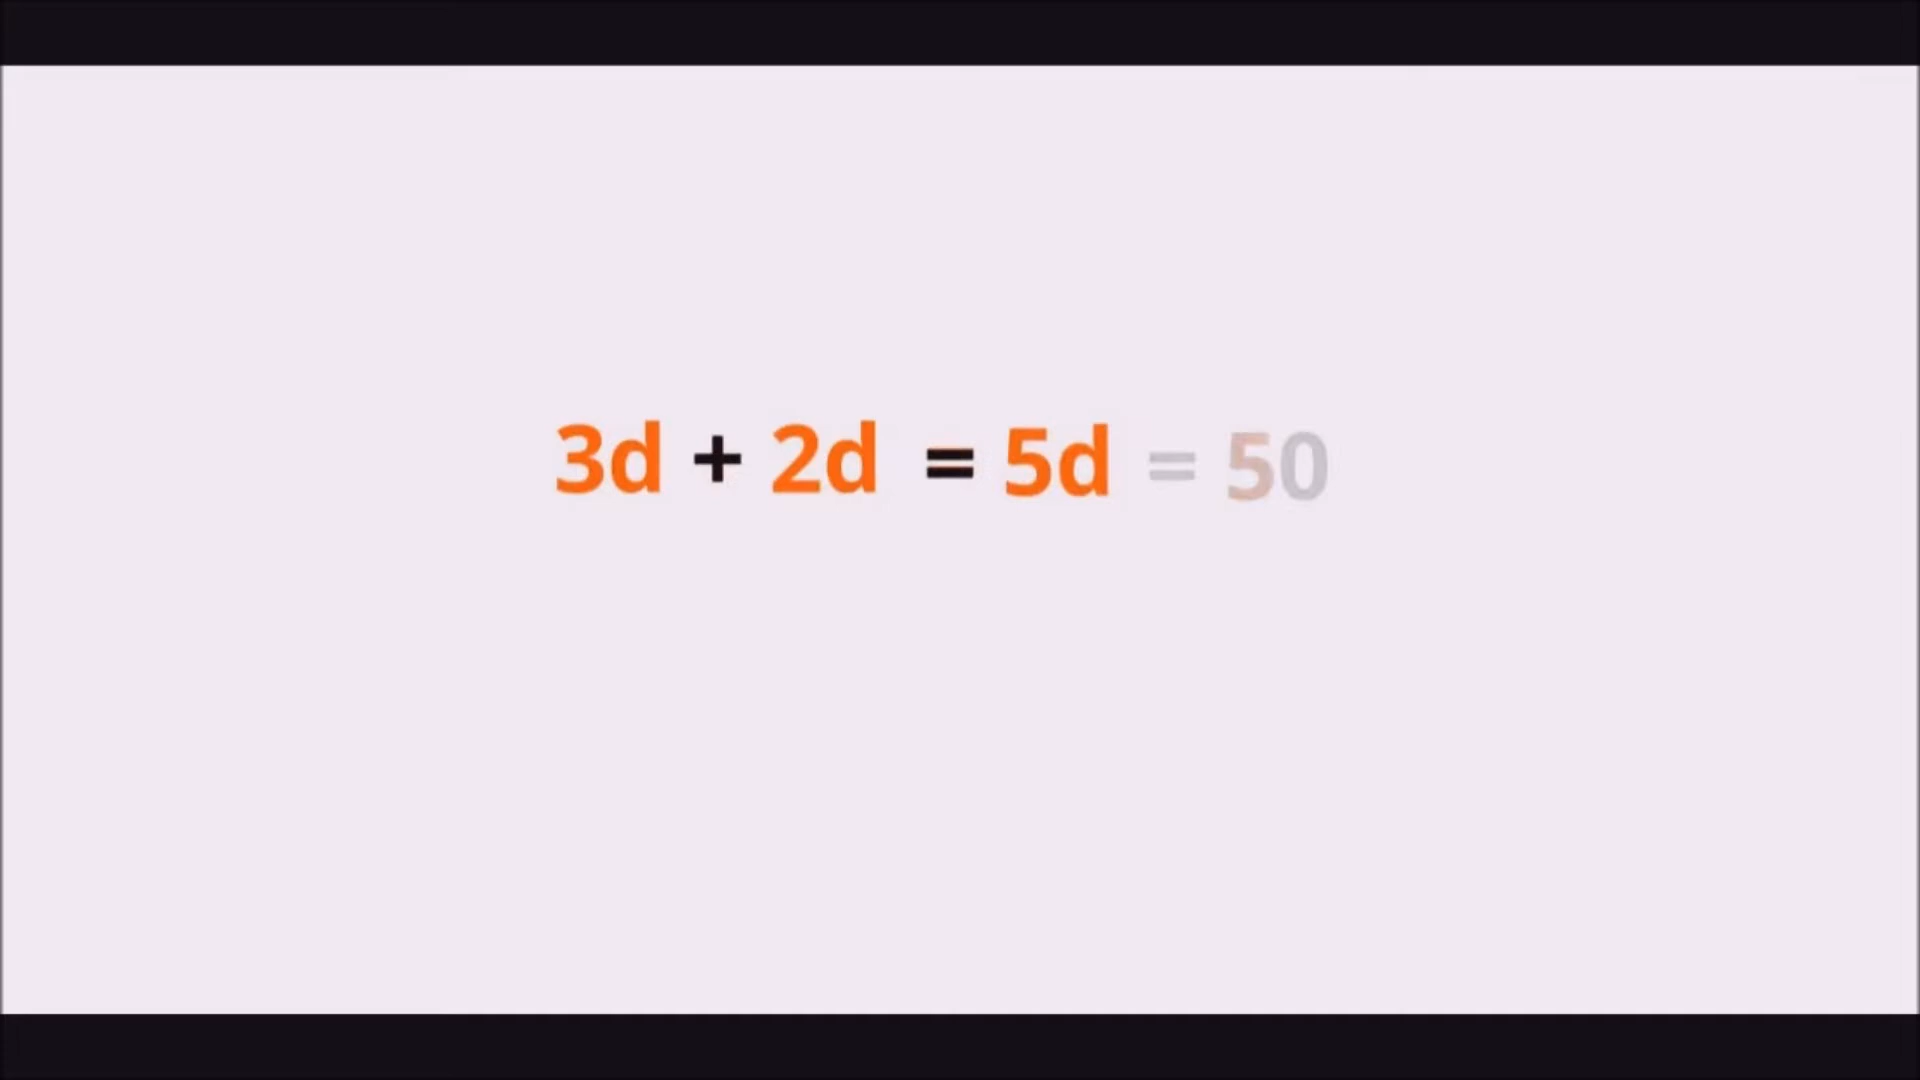 3d + 2d = 5d = 50